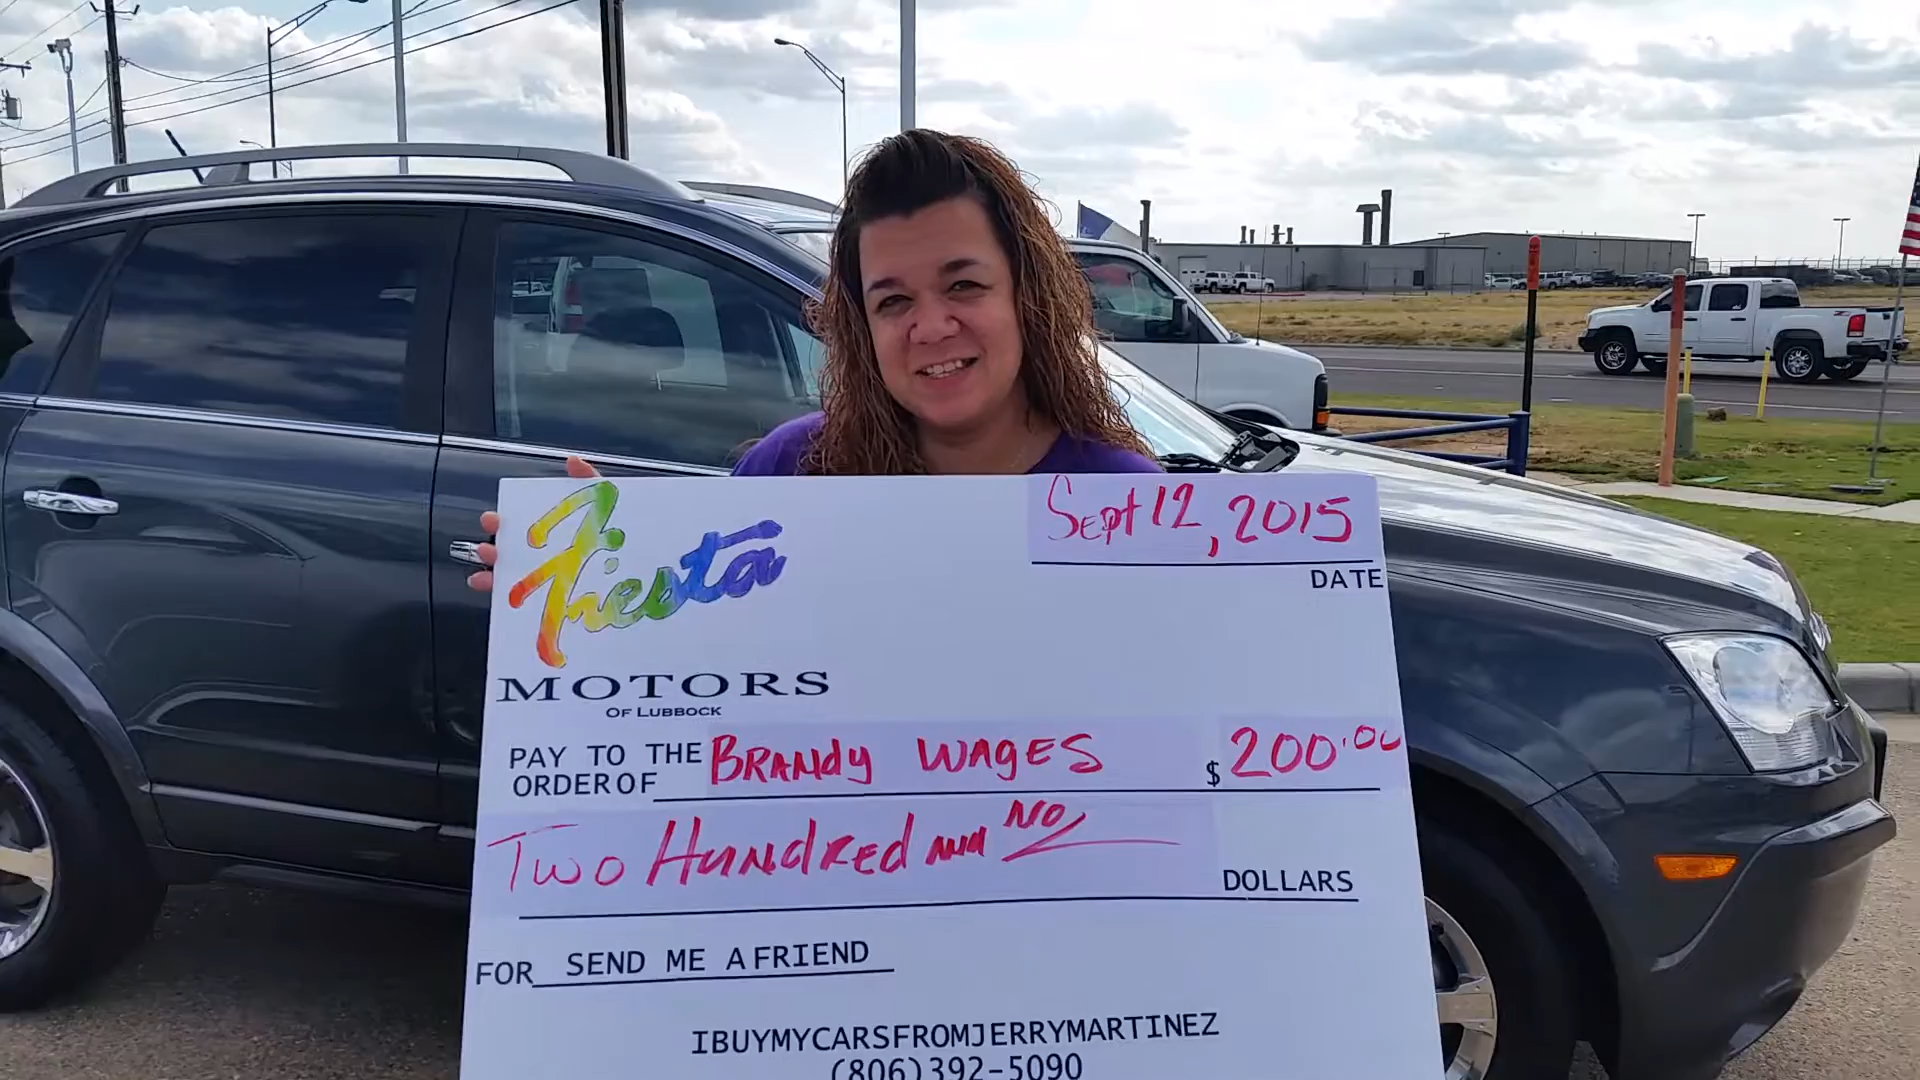 Sept 12, 2015
DATE
Fiesta
MOTORS
OF LUBBOCK
PAY TO THE
ORDER OF BRANdy WAGES $ 200.00
Two HuNdREd and NO
DOLLARS
FOR SEND ME A FRIEND
IBUYMYCARSFROMJERRYMARTINEZ
(806)392-5090